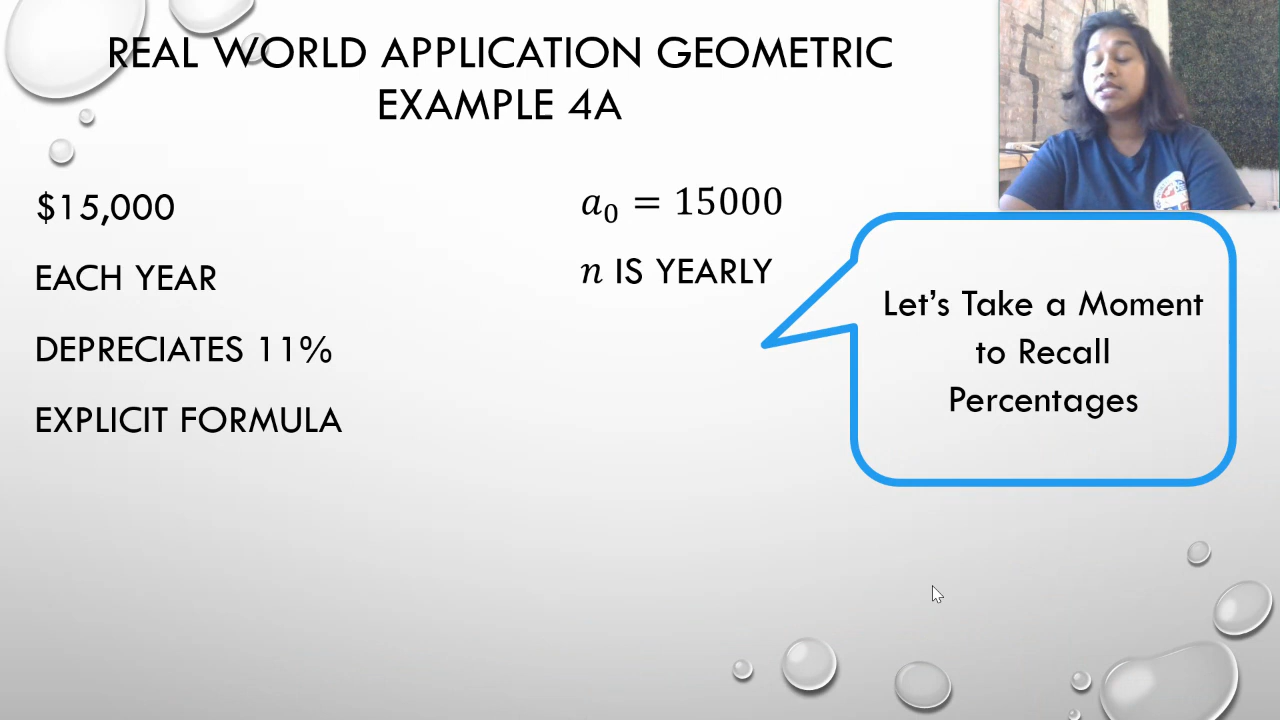 REAL WORLD APPLICATION GEOMETRIC
EXAMPLE 4A
$15,000
EACH YEAR
DEPRECIATES 11%
EXPLICIT FORMULA
a₀ = 15000
n IS YEARLY
Let's Take a Moment
to Recall
Percentages